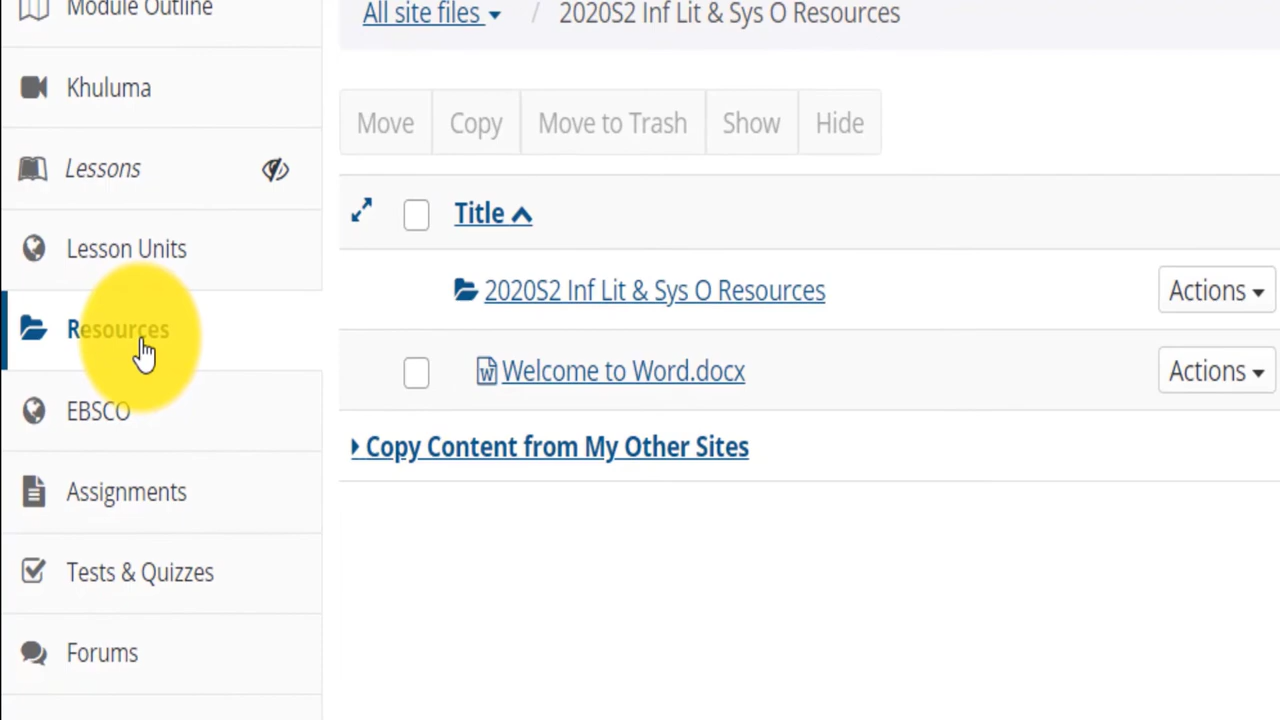 Module Outline
All site files / 2020S2 Inf Lit & Sys O Resources
Khuluma
Move Copy Move to Trash Show Hide
Lessons
Title
Lesson Units
2020S2 Inf Lit & Sys O Resources Actions
Resources
Welcome to Word.docx Actions
EBSCO
Copy Content from My Other Sites
Assignments
Tests & Quizzes
Forums